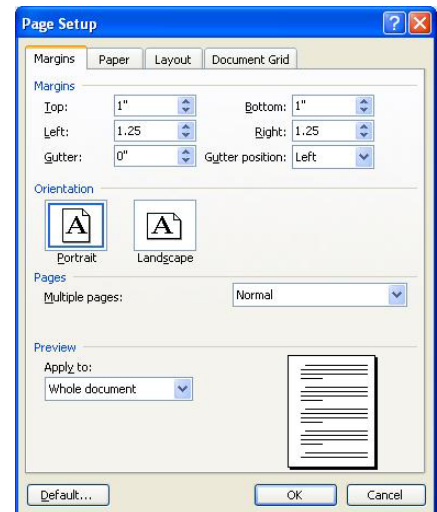 Page Setup
Margins Paper Layout Document Grid
Margins
Top: 1" Bottom: 1"
Left: 1.25 Right: 1.25
Gutter: 0" Gutter position: Left
Orientation
A A
Portrait Landscape
Pages
Multiple pages: Normal
Preview
Apply to:
Whole document
Default... OK Cancel